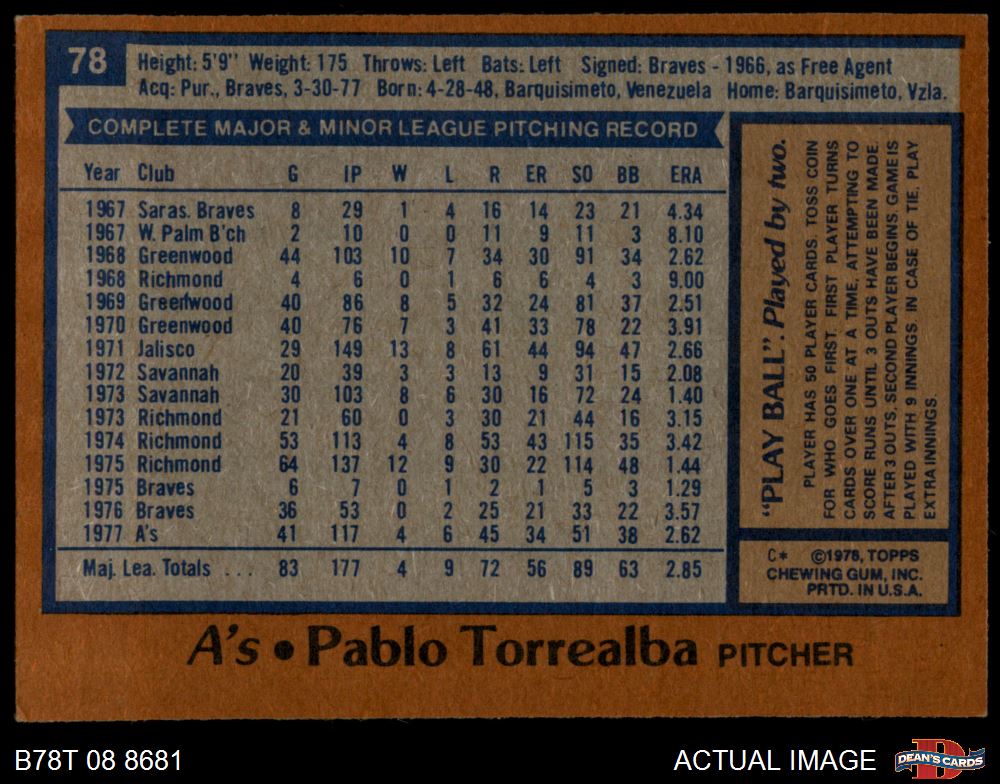 78
Height: 5'9" Weight: 175 Throws: Left Bats: Left Signed: Braves - 1966, as Free Agent
Acq: Pur., Braves, 3-30-77 Born: 4-28-48, Barquisimeto, Venezuela Home: Barquisimeto, Vzla.
COMPLETE MAJOR & MINOR LEAGUE PITCHING RECORD
Year Club G IP W L R ER SO BB ERA
1967 Saras. Braves 8 29 1 4 16 14 23 21 4.34
1967 W. Palm B'ch 2 10 0 0 11 9 11 3 8.10
1968 Greenwood 44 103 10 7 34 30 91 34 2.62
1968 Richmond 4 6 0 1 6 6 4 3 9.00
1969 Greenwood 40 86 8 5 32 24 81 37 2.51
1970 Greenwood 40 76 7 3 41 33 78 22 3.91
1971 Jalisco 29 149 13 8 61 44 94 47 2.66
1972 Savannah 20 39 3 3 13 9 31 15 2.08
1973 Savannah 30 103 8 6 30 16 72 24 1.40
1973 Richmond 21 60 0 3 30 21 44 16 3.15
1974 Richmond 53 113 4 8 53 43 115 35 3.42
1975 Richmond 64 137 12 9 30 22 114 48 1.44
1975 Braves 6 7 0 1 2 1 5 3 1.29
1976 Braves 36 53 0 2 25 21 33 22 3.57
1977 A's 41 117 4 6 45 34 51 38 2.62
Maj. Lea. Totals ... 83 177 4 9 72 56 89 63 2.85
"PLAY BALL". Played by two.
PLAYER HAS 50 PLAYER CARDS. TOSS COIN
FOR WHO GOES FIRST. FIRST PLAYER TURNS
CARDS OVER ONE AT A TIME, ATTEMPTING TO
SCORE RUNS UNTIL 3 OUTS HAVE BEEN MADE.
AFTER 3 OUTS, SECOND PLAYER BEGINS. GAME IS
PLAYED WITH 9 INNINGS. IN CASE OF TIE, PLAY
EXTRA INNINGS.
C* ©1978, TOPPS
CHEWING GUM, INC.
PRTD. IN U.S.A.
A's • Pablo Torrealba PITCHER
B78T 08 8681
ACTUAL IMAGE
D
DEAN'S CARDS